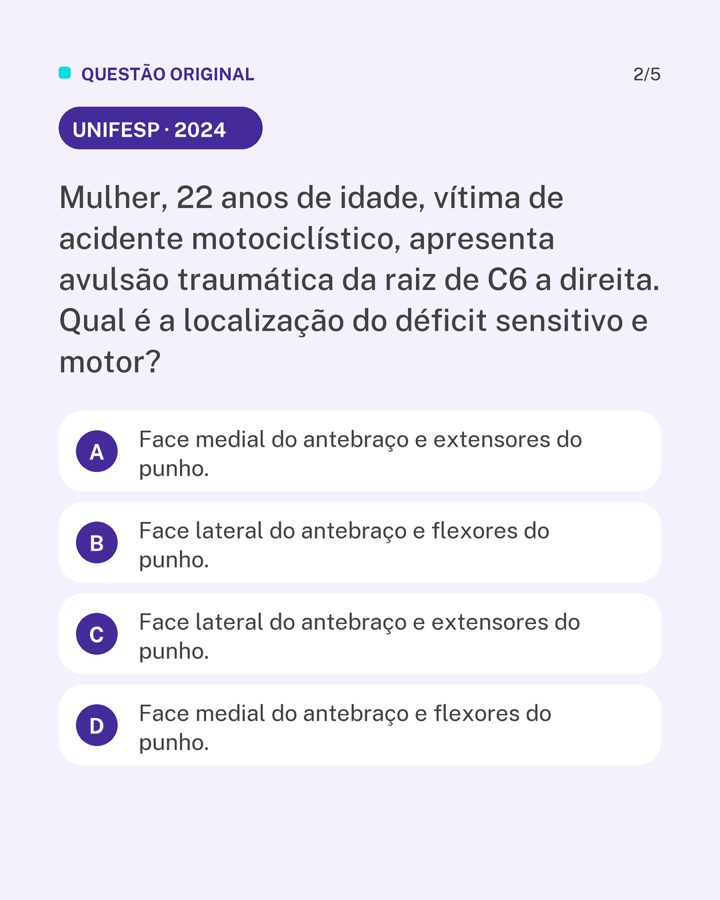 QUESTÃO ORIGINAL
2/5
UNIFESP · 2024
Mulher, 22 anos de idade, vítima de
acidente motociclístico, apresenta
avulsão traumática da raiz de C6 a direita.
Qual é a localização do déficit sensitivo e
motor?
A
Face medial do antebraço e extensores do
punho.
B
Face lateral do antebraço e flexores do
punho.
C
Face lateral do antebraço e extensores do
punho.
D
Face medial do antebraço e flexores do
punho.